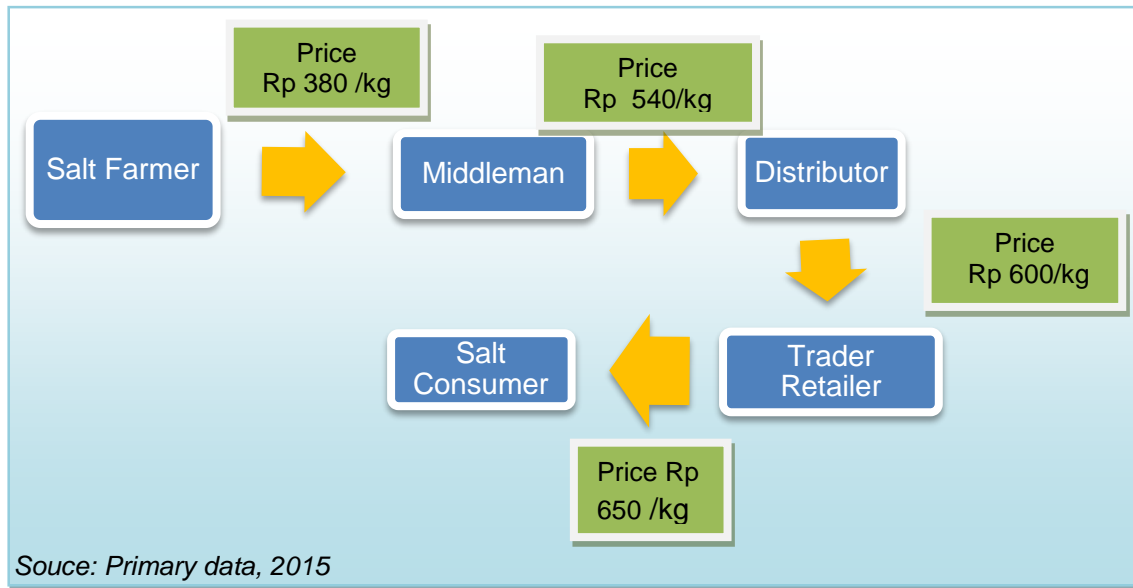 Price
Rp 380 /kg
Price
Rp 540/kg
Salt Farmer
Middleman
Distributor
Price
Rp 600/kg
Salt
Consumer
Trader
Retailer
Price Rp
650 /kg
Souce: Primary data, 2015